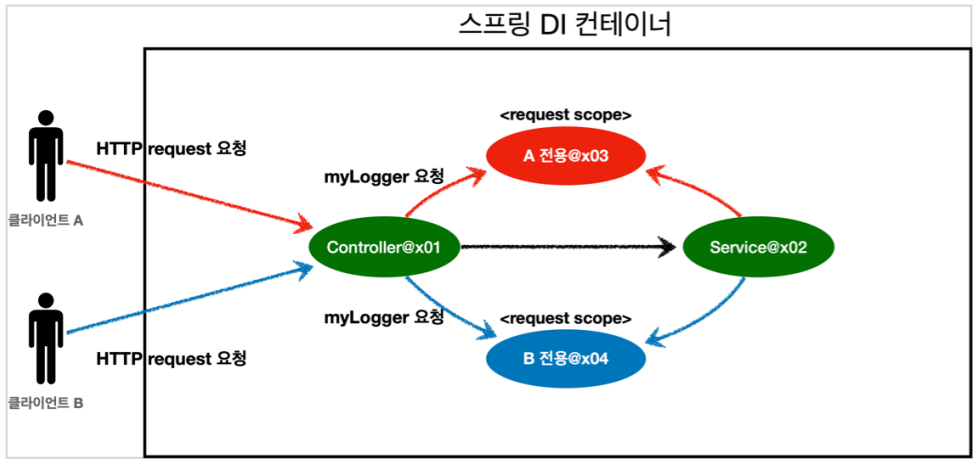 스프링 DI 컨테이너
<request scope>
HTTP request 요청
A 전용@x03
myLogger 요청
클라이언트 A
Controller@x01
Service@x02
myLogger 요청
<request scope>
HTTP request 요청
B 전용@x04
클라이언트 B